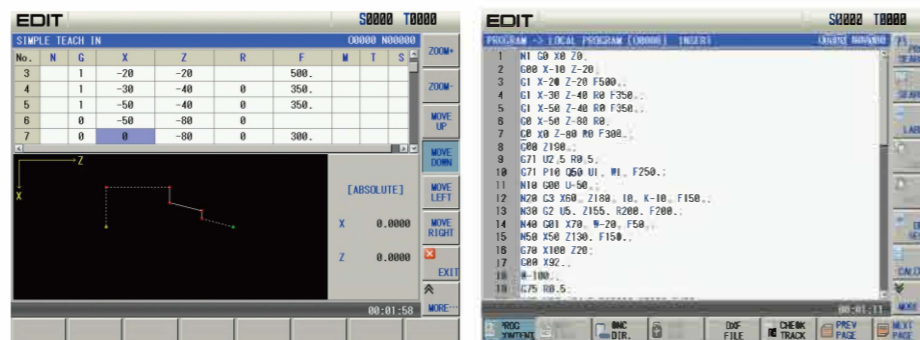 EDIT S0000 T0000
SIMPLE TEACH IN O0000 N00000
No. N G X Z R F M T S
3 1 -20 -20 500.
4 1 -30 -40 0 350.
5 1 -50 -40 0 350.
6 0 -50 -80 0
7 0 0 -80 0 300.
Z
X
[ABSOLUTE]
X 0.0000
Z 0.0000
00:01:58
ZOOM+
ZOOM-
MOVE UP
MOVE DOWN
MOVE LEFT
MOVE RIGHT
EXIT
MORE...
EDIT T0000
PROGRAM -> LOCAL PROGRAM
1 N1 G0 X0 Z0.
2 G00 X-10 Z-20
3 G1 X-20 Z-20 F500.
4 G1 X-30 Z-40 R0 F350.
5 G1 X-50 Z-40 R0 F350.
6 G0 X-50 Z-80 R0
7 G0 X0 Z-80 R0 F300.
8 G00 Z190.
9 G71 U2.5 R0.5
10 G71 P10 Q50 U1. W1. F250.;
11 N10 G00 U-50.
12 N20 G3 X60. Z180. I0. K-10. F150.
13 N30 G2 U5. Z155. R200. F200.
14 N40 G01 X70. W-20. F50.
15 N50 X50 Z130. F150.
16 G70 X100 Z20
17 G00 X92.
18 W-100.
19 G75 R0.5
00:01:11
DNC DIR.
DXF FILE
CHECK TRACK
PREV PAGE
NEXT PAGE